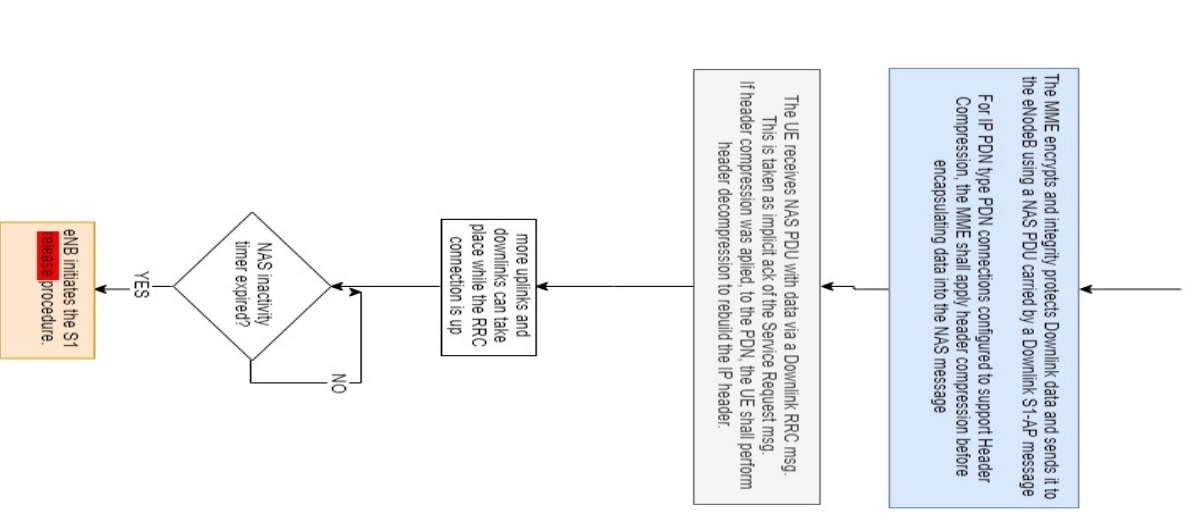 The MME encrypts and integrity protects Downlink data and sends it to
the eNodeB using a NAS PDU carried by a Downlink S1-AP message
For IP PDN type PDN connections configured to support Header
Compression, the MME shall apply header compression before
encapsulating data into the NAS message
The UE receives NAS PDU with data via a Downlink RRC msg.
This is taken as implicit ack of the Service Request msg.
If header compression was aplied, to the PDN, the UE shall perform
header decompression to rebuild the IP header.
more uplinks and
downlinks can take
place while the RRC
connection is up
NAS inactivity
timer expired?
NO
YES
eNB initiates the S1
release procedure.